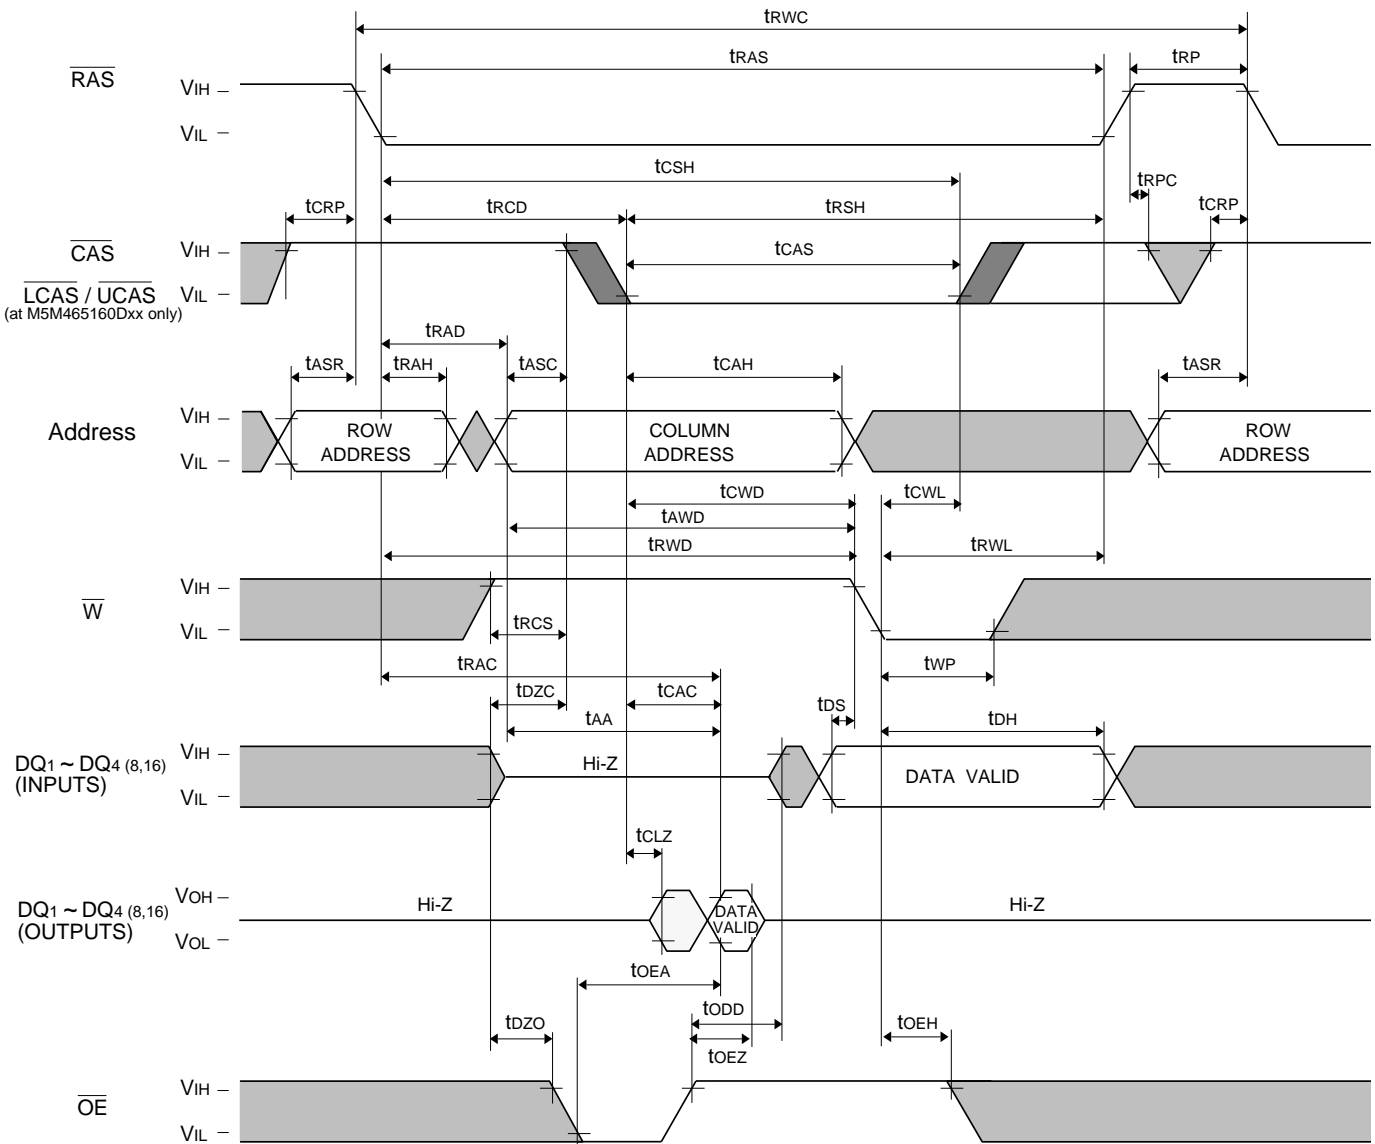 tRWC
tRAS
tRP
RAS
VIH
VIL
tCSH
tRPC
tCRP
tRCD
tRSH
tCRP
CAS
LCAS / UCAS
(at M5M465160Dxx only)
VIH
VIL
tCAS
tRAD
tASR
tRAH
tASC
tCAH
tASR
Address
VIH
VIL
ROW
ADDRESS
COLUMN
ADDRESS
ROW
ADDRESS
tCWD
tCWL
tAWD
tRWD
tRWL
W
VIH
VIL
tRCS
tWP
tRAC
tDZC
tCAC
tDS
tAA
tDH
DQ1 ~ DQ4 (8,16)
(INPUTS)
VIH
VIL
Hi-Z
DATA VALID
tCLZ
DQ1 ~ DQ4 (8,16)
(OUTPUTS)
VOH
VOL
Hi-Z
DATA
VALID
Hi-Z
tOEA
tODD
tDZO
tOEZ
tOEH
OE
VIH
VIL